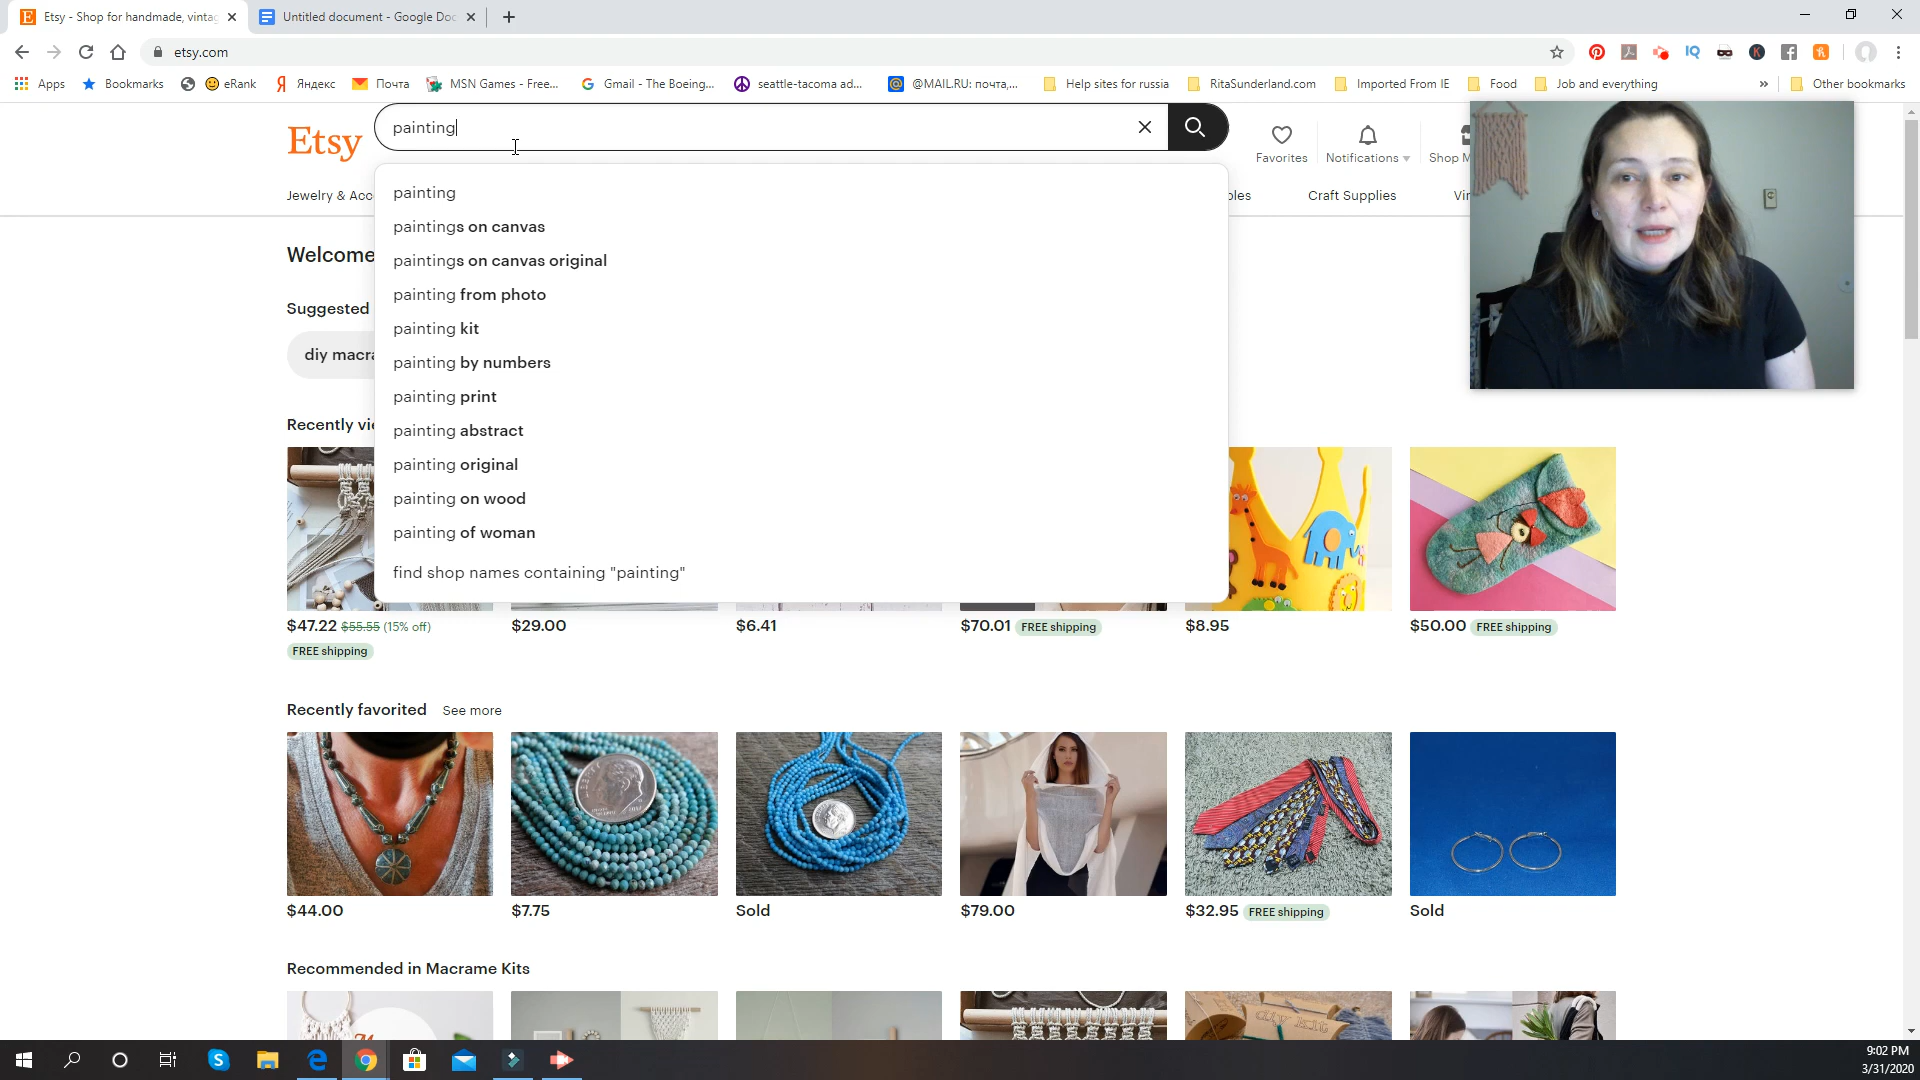 Etsy - Shop for handmade, vintag
Untitled document - Google Doc
etsy.com
Apps
Bookmarks
eRank
Яндекс
Почта
MSN Games - Free...
Gmail - The Boeing...
seattle-tacoma ad...
@MAIL.RU: почта,...
Help sites for russia
RitaSunderland.com
Imported From IE
Food
Job and everything
»
Other bookmarks
Etsy
painting
Favorites
Notifications
Shop M
Jewelry & Acc
Craft Supplies
painting
paintings on canvas
paintings on canvas original
painting from photo
painting kit
painting by numbers
painting print
painting abstract
painting original
painting on wood
painting of woman
find shop names containing "painting"
Welcome
Suggested
diy macra
Recently vi
$47.22 $55.55 (15% off)
FREE shipping
$29.00
$6.41
$70.01 FREE shipping
$8.95
$50.00 FREE shipping
Recently favorited See more
$44.00
$7.75
Sold
$79.00
$32.95 FREE shipping
Sold
Recommended in Macrame Kits
9:02 PM
3/31/2020